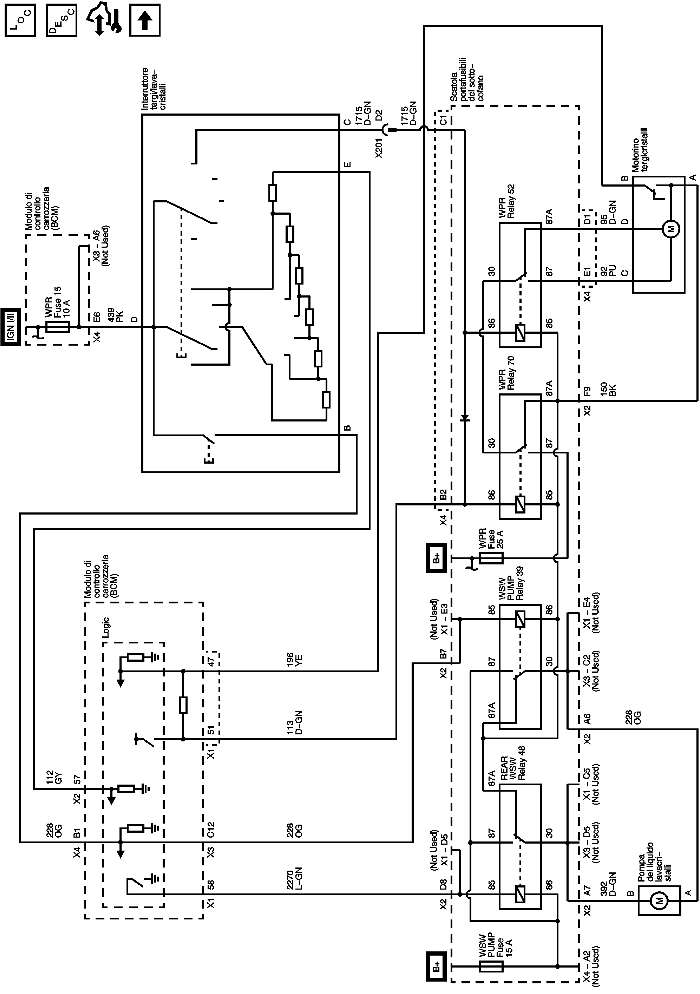 LOC
DESC
IGN I/II
Modulo di
controllo
carrozzeria
(BCM)
WPR
Fuse 15
10 A
X3 – A6
(Not Used)
X4
E6
439
PK
Interruttore
tergi/lava–
cristalli
D
C
1715
D–GN
D2
X201
1715
D–GN
C1
E
B
Scatola
portafusibili
del sotto–
cofano
WPR
Relay 52
30
87A
87
86
85
D1
95
D–GN
D
E1
92
PU
C
X4
Motorino
tergicristalli
B
A
M
WPR
Relay 70
30
87A
87
86
85
F9
150
BK
X2
B2
X4
B+
WPR
Fuse
25 A
Modulo di
controllo
carrozzeria
(BCM)
Logic
47
196
YE
51
113
D–GN
X1
112
GY
57
X2
228
OG
B1
X4
C12
228
OG
X3
56
2270
L–GN
X1
WSW
PUMP
Relay 39
(Not Used)
X1 – E3
B7
X2
85
86
87
30
87A
X1 – E4
(Not Used)
X3 – C2
(Not Used)
A6
228
OG
X2
REAR
WSW
Relay 48
87A
87
30
85
86
(Not Used)
X1 – D5
D8
X2
X1 – C5
(Not Used)
X3 – D5
(Not Used)
A7
392
D–GN
X2
B+
WSW
PUMP
Fuse
15 A
X4 – A2
(Not Used)
Pompa
del liquido
lavacri–
stalli
B
M
A